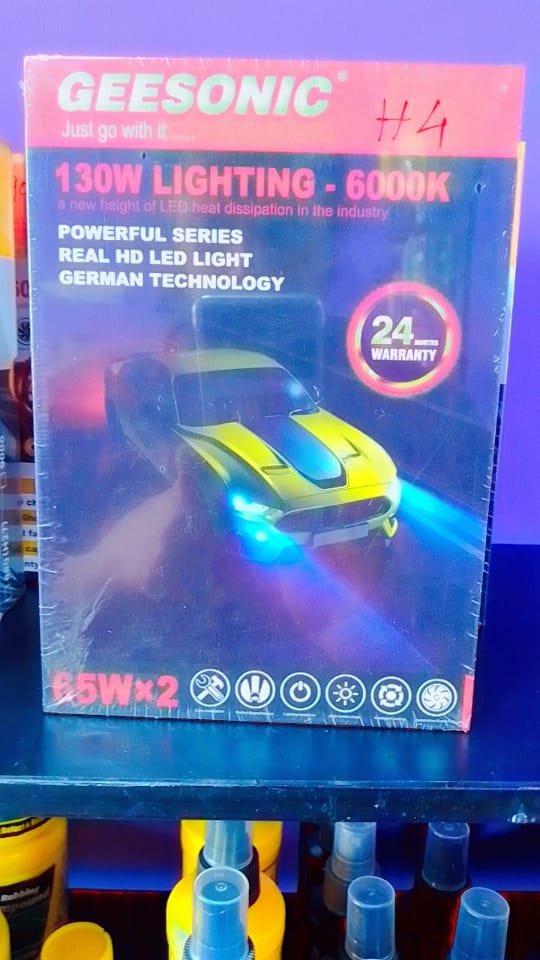 GEESONIC
Just go with it......
H4
130W LIGHTING - 6000K
a new height of LED heat dissipation in the industry
POWERFUL SERIES
REAL HD LED LIGHT
GERMAN TECHNOLOGY
24 MONTHS
WARRANTY
65W×2
Rubbing